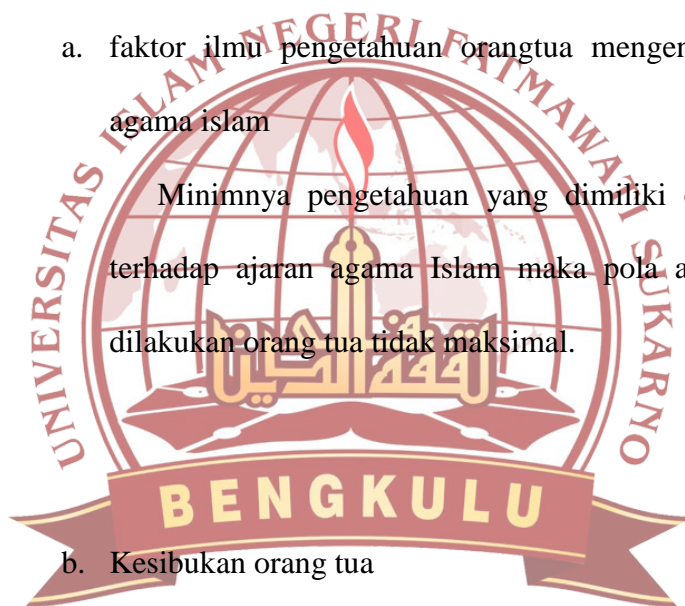 a. faktor ilmu pengetahuan orangtua
agama islam
Minimnya pengetahuan yang dimiliki
terhadap ajaran agama Islam maka pola
dilakukan orang tua tidak maksimal.
b. Kesibukan orang tua
UNIVERSITAS ISLAM NEGERI FATMAWATI SUKARNO
BENGKULU